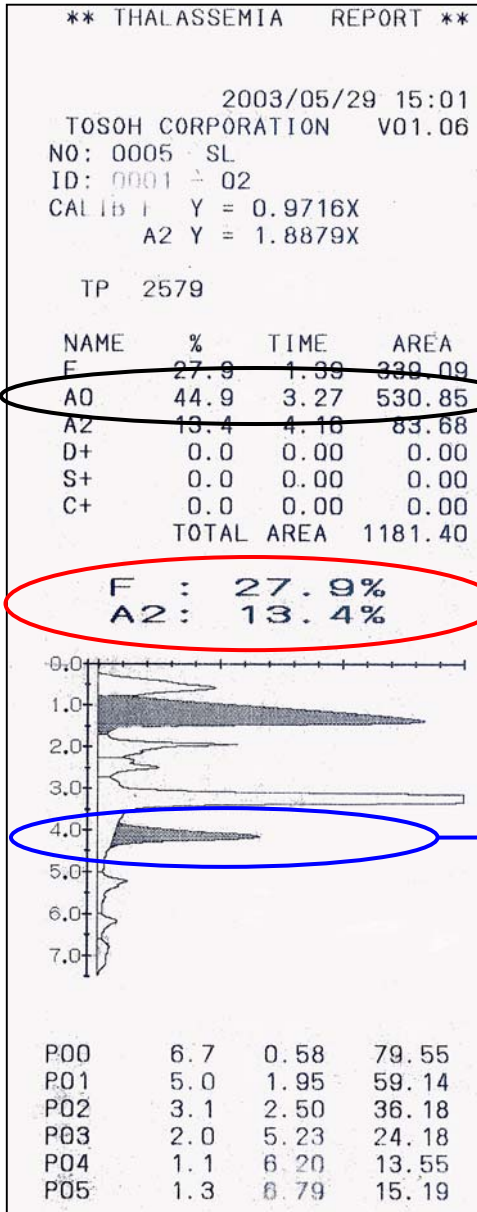 ** THALASSEMIA REPORT **
2003/05/29 15:01
TOSOH CORPORATION V01.06
NO: 0005 SL
ID: 0001 - 02
CALIB F Y = 0.9716X
A2 Y = 1.8879X
TP 2579
NAME % TIME AREA
F 27.9 1.39 339.09
A0 44.9 3.27 530.85
A2 13.4 4.16 83.68
D+ 0.0 0.00 0.00
S+ 0.0 0.00 0.00
C+ 0.0 0.00 0.00
TOTAL AREA 1181.40
F : 27.9%
A2: 13.4%
0.0
1.0
2.0
3.0
4.0
5.0
6.0
7.0
P00 6.7 0.58 79.55
P01 5.0 1.95 59.14
P02 3.1 2.50 36.18
P03 2.0 5.23 24.18
P04 1.1 6.20 13.55
P05 1.3 6.79 15.19